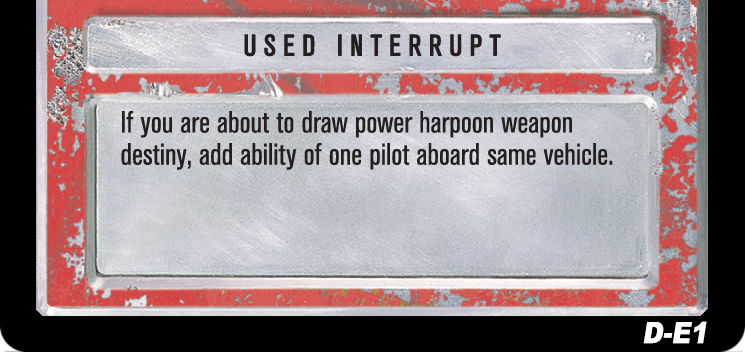 USED INTERRUPT
If you are about to draw power harpoon weapon
destiny, add ability of one pilot aboard same vehicle.
D-E1